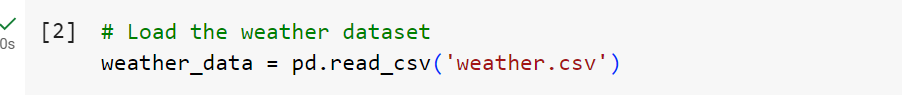 [2] # Load the weather dataset
0s weather_data = pd.read_csv('weather.csv')